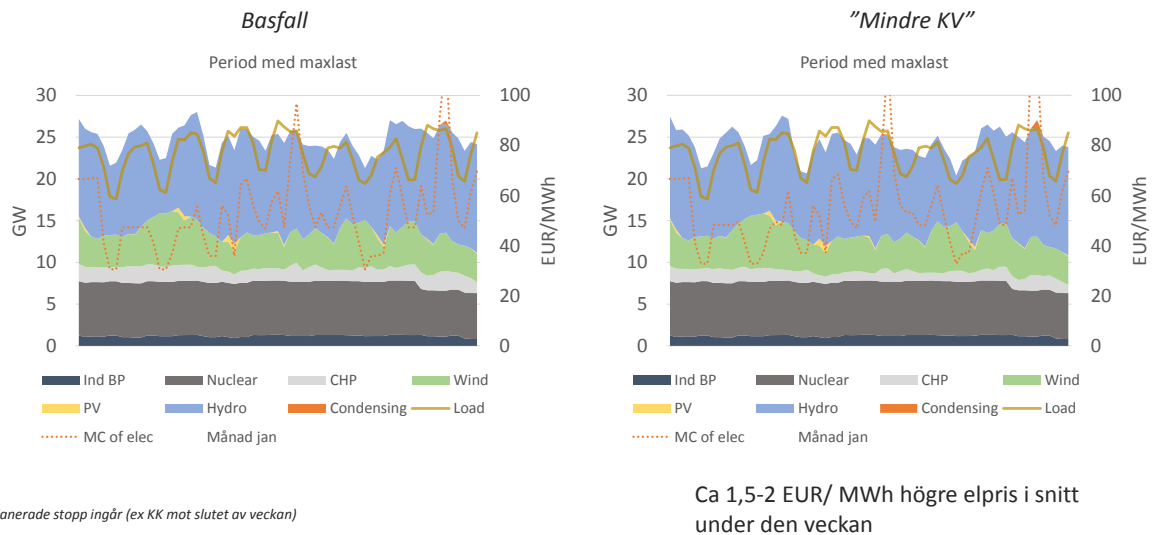 Basfall
Period med maxlast
30
25
20
15
10
5
0
GW
100
80
60
40
20
0
EUR/MWh
Ind BP
Nuclear
CHP
Wind
PV
Hydro
Condensing
Load
MC of elec
Månad jan
anerade stopp ingår (ex KK mot slutet av veckan)
”Mindre KV”
Period med maxlast
30
25
20
15
10
5
0
GW
100
80
60
40
20
0
EUR/MWh
Ind BP
Nuclear
CHP
Wind
PV
Hydro
Condensing
Load
MC of elec
Månad jan
Ca 1,5-2 EUR/ MWh högre elpris i snitt
under den veckan